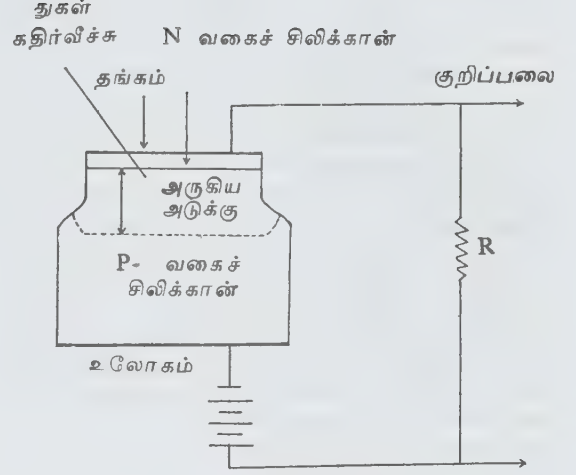 துகள்
கதிர்வீச்சு
N வகைச் சிலிக்கான்
தங்கம்
குறிப்பலை
அருகிய
அடுக்கு
R
P- வகைச்
சிலிக்கான்
உலோகம்